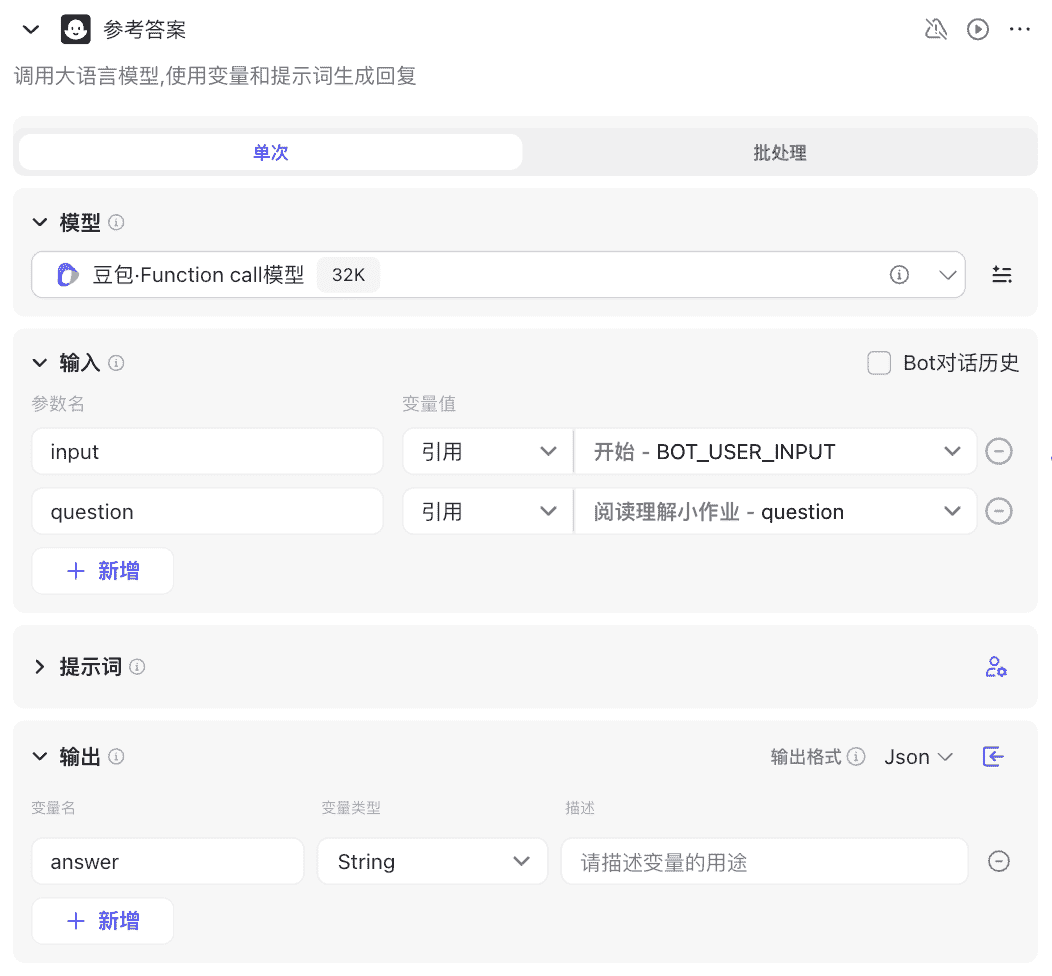 参考答案
调用大语言模型,使用变量和提示词生成回复
单次 批处理
模型
豆包·Function call模型 32K
输入 Bot对话历史
参数名 变量值
input 引用 开始 - BOT_USER_INPUT
question 引用 阅读理解小作业 - question
+ 新增
提示词
输出 输出格式 Json
变量名 变量类型 描述
answer String 请描述变量的用途
+ 新增